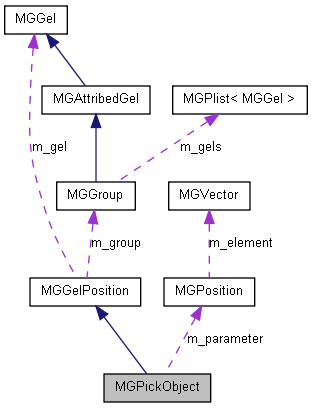 MGGel
MGAttribedGel
MGPlist< MGGel >
m_gel
m_gels
MGGroup
MGVector
m_group
m_element
MGGelPosition
MGPosition
m_parameter
MGPickObject